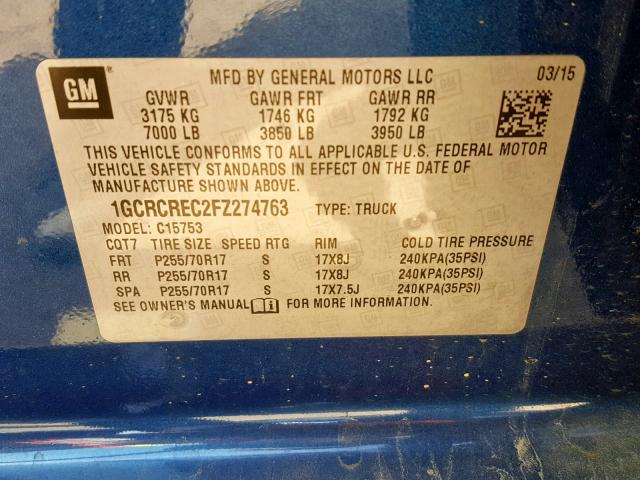 GM
MFD BY GENERAL MOTORS LLC 03/15
GVWR GAWR FRT GAWR RR
3175 KG 1746 KG 1792 KG
7000 LB 3850 LB 3950 LB
THIS VEHICLE CONFORMS TO ALL APPLICABLE U.S. FEDERAL MOTOR
VEHICLE SAFETY STANDARDS IN EFFECT ON THE DATE OF
MANUFACTURE SHOWN ABOVE.
1GCRCREC2FZ274763 TYPE: TRUCK
MODEL: C15753
CQT7 TIRE SIZE SPEED RTG RIM COLD TIRE PRESSURE
FRT P255/70R17 S 17X8J 240KPA(35PSI)
RR P255/70R17 S 17X8J 240KPA(35PSI)
SPA P255/70R17 S 17X7.5J 240KPA(35PSI)
SEE OWNER'S MANUAL FOR MORE INFORMATION.